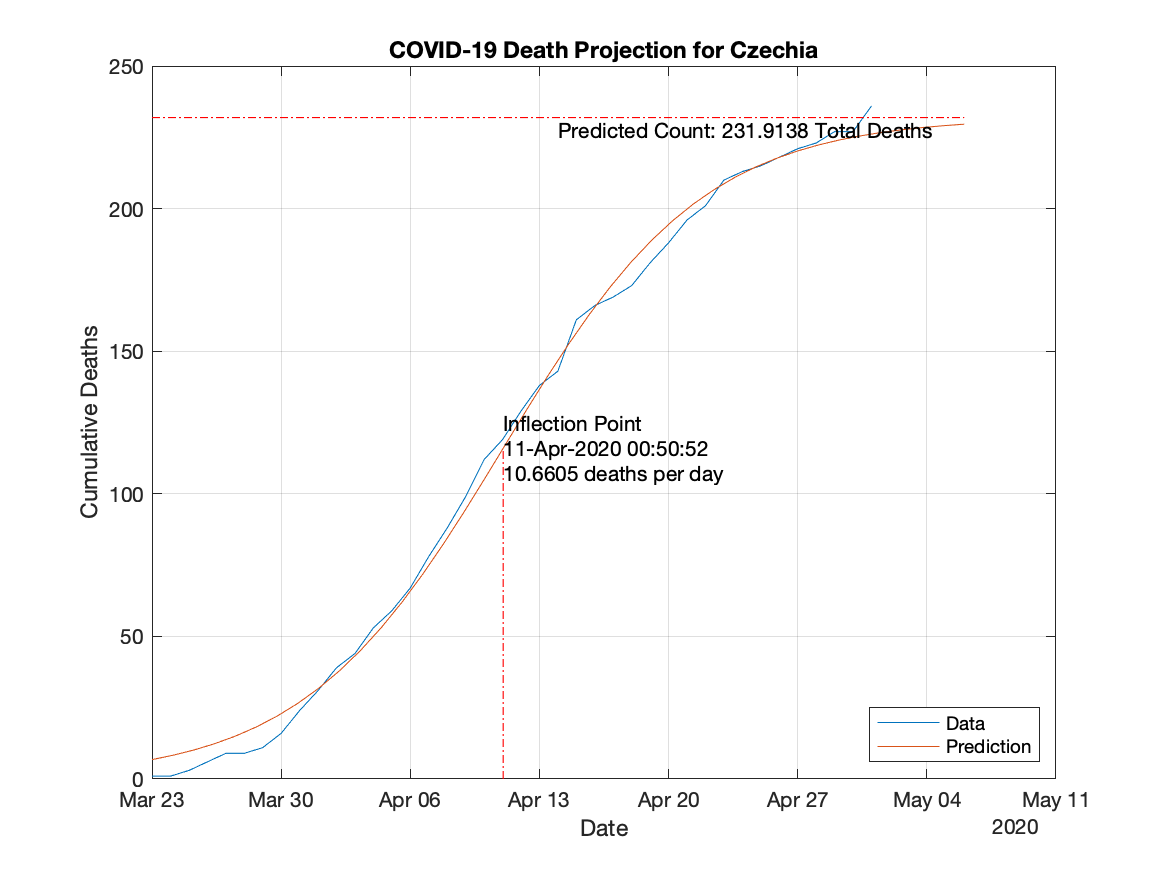 COVID-19 Death Projection for Czechia
250
Predicted Count: 231.9138 Total Deaths
200
150
Cumulative Deaths
Inflection Point
11-Apr-2020 00:50:52
10.6605 deaths per day
100
50
Data
Prediction
0
Mar 23 Mar 30 Apr 06 Apr 13 Apr 20 Apr 27 May 04 May 11
Date
2020